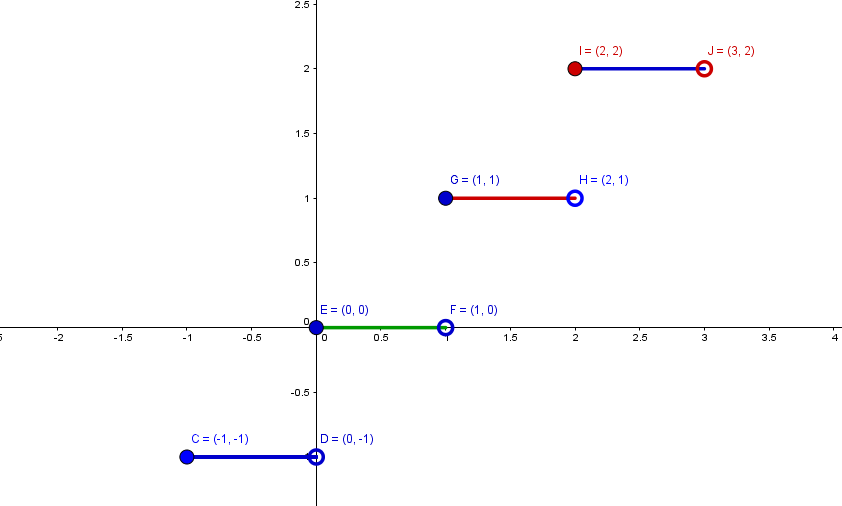 2.5
I = (2, 2)
J = (3, 2)
2
1.5
G = (1, 1)
H = (2, 1)
1
0.5
E = (0, 0)
F = (1, 0)
0
5
-2
-1.5
-1
-0.5
0
0.5
1
1.5
2
2.5
3
3.5
4
-0.5
C = (-1, -1)
D = (0, -1)